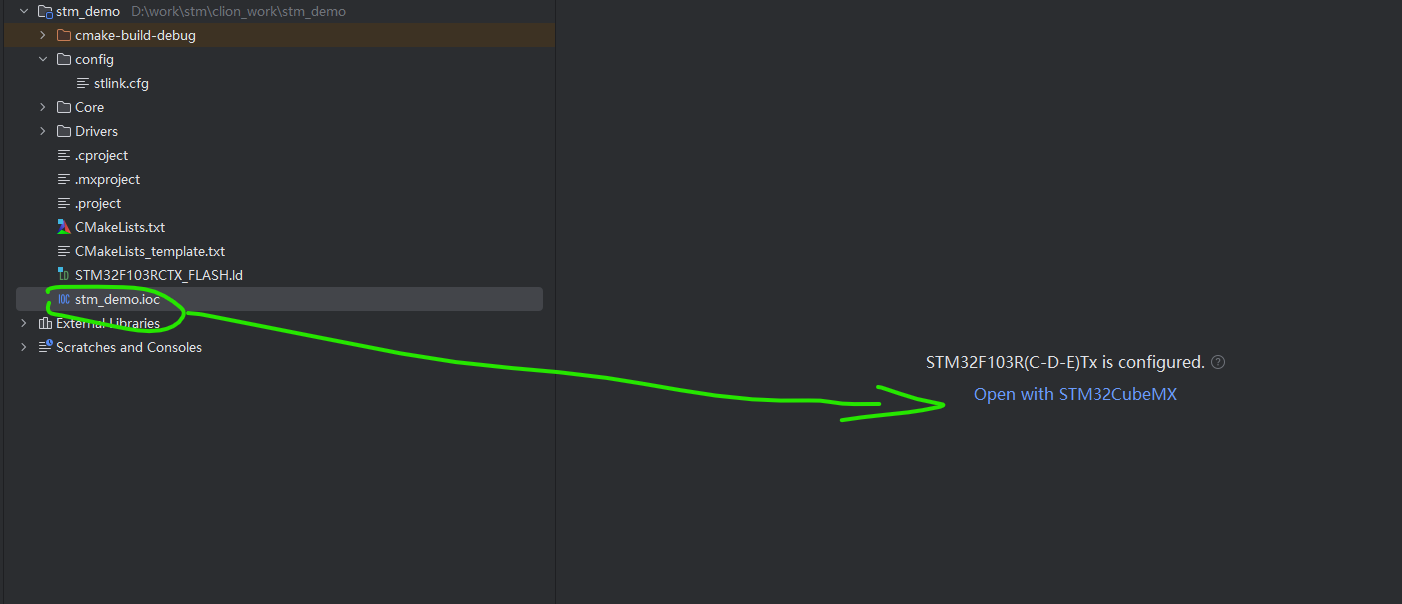 stm_demo D:\work\stm\clion_work\stm_demo
cmake-build-debug
config
stlink.cfg
Core
Drivers
.cproject
.mxproject
.project
CMakeLists.txt
CMakeLists_template.txt
STM32F103RCTX_FLASH.ld
IOC stm_demo.ioc
External Libraries
Scratches and Consoles
STM32F103R(C-D-E)Tx is configured. ?
Open with STM32CubeMX